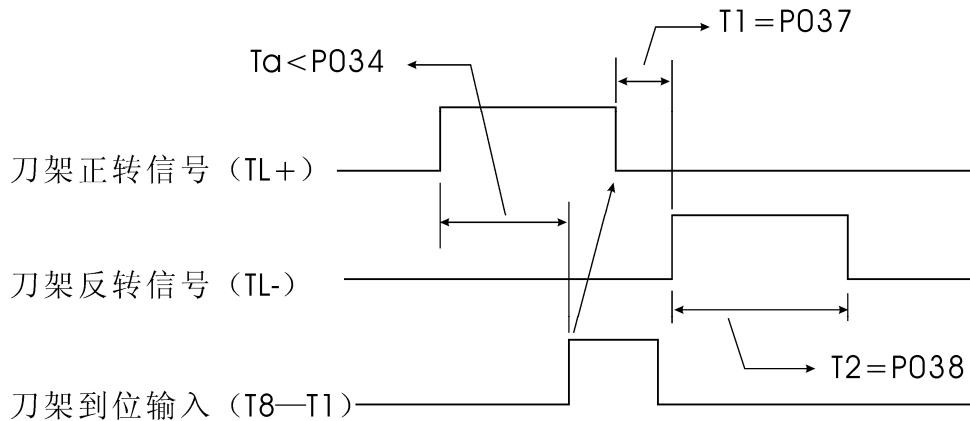 T1=P037
Ta<P034
刀架正转信号（TL+）
刀架反转信号（TL-）
T2=P038
刀架到位输入（T8—T1）